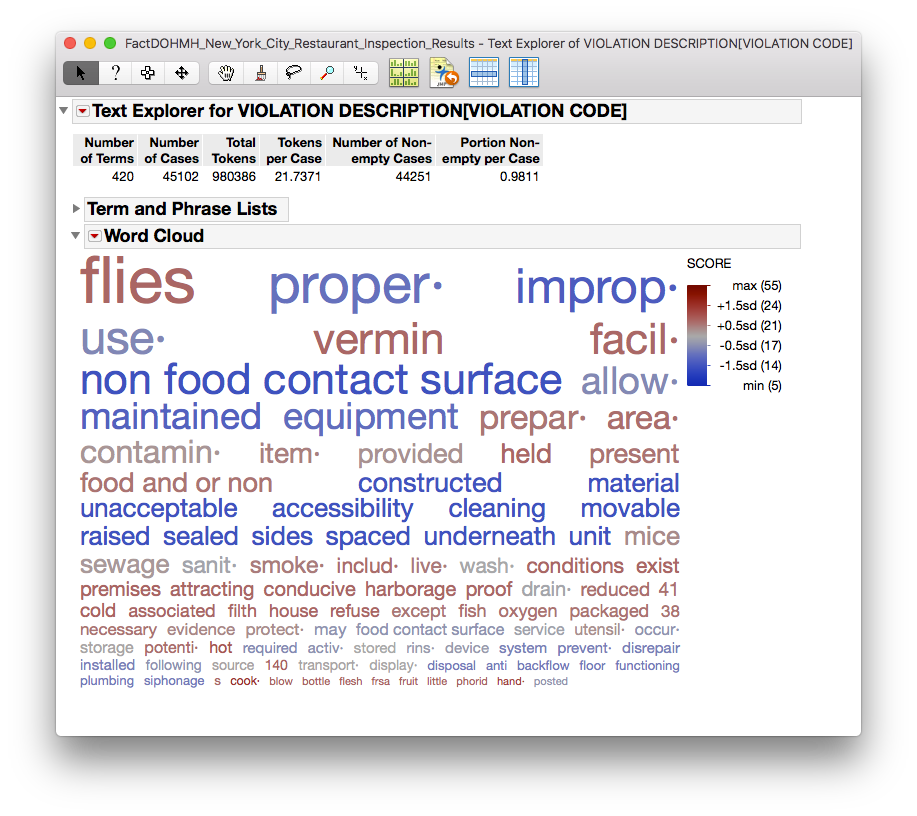 FactDOHMH_New_York_City_Restaurant_Inspection_Results - Text Explorer of VIOLATION DESCRIPTION[VIOLATION CODE]
?
JMP
Text Explorer for VIOLATION DESCRIPTION[VIOLATION CODE]
Number of Terms Number of Cases Total Tokens Tokens per Case Number of Non-empty Cases Portion Non-empty per Case
420 45102 980386 21.7371 44251 0.9811
Term and Phrase Lists
Word Cloud
flies proper· improp·
use· vermin facil·
non food contact surface allow·
maintained equipment prepar· area·
contamin· item· provided held present
food and or non constructed material
unacceptable accessibility cleaning movable
raised sealed sides spaced underneath unit mice
sewage sanit· smoke· includ· live· wash· conditions exist
premises attracting conducive harborage proof drain· reduced 41
cold associated filth house refuse except fish oxygen packaged 38
necessary evidence protect· may food contact surface service utensil· occur·
storage potenti· hot required activ· stored rins· device system prevent· disrepair
installed following source 140 transport· display· disposal anti backflow floor functioning
plumbing siphonage s cook· blow bottle flesh frsa fruit little phorid hand· posted
SCORE
max (55)
+1.5sd (24)
+0.5sd (21)
-0.5sd (17)
-1.5sd (14)
min (5)